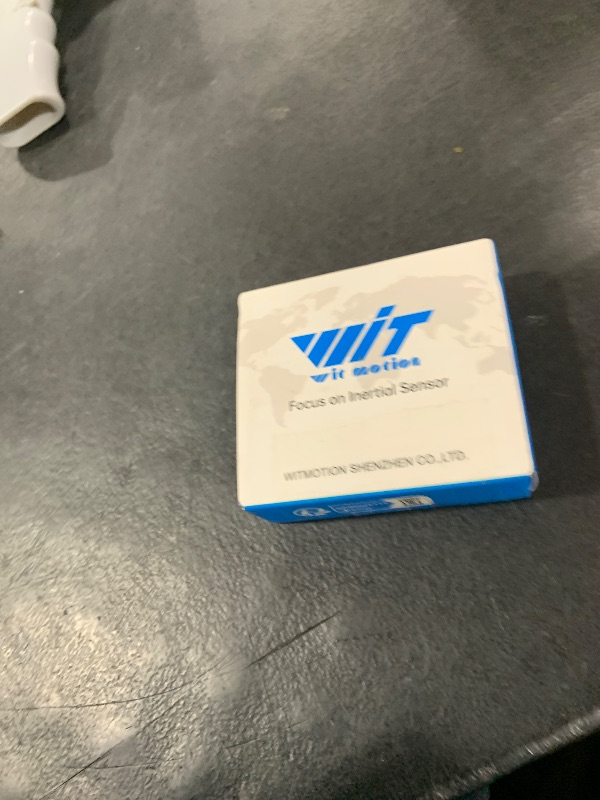 WiT
wit motion
Focus on Inertial Sensor
WITMOTION SHENZHEN CO.,LTD.